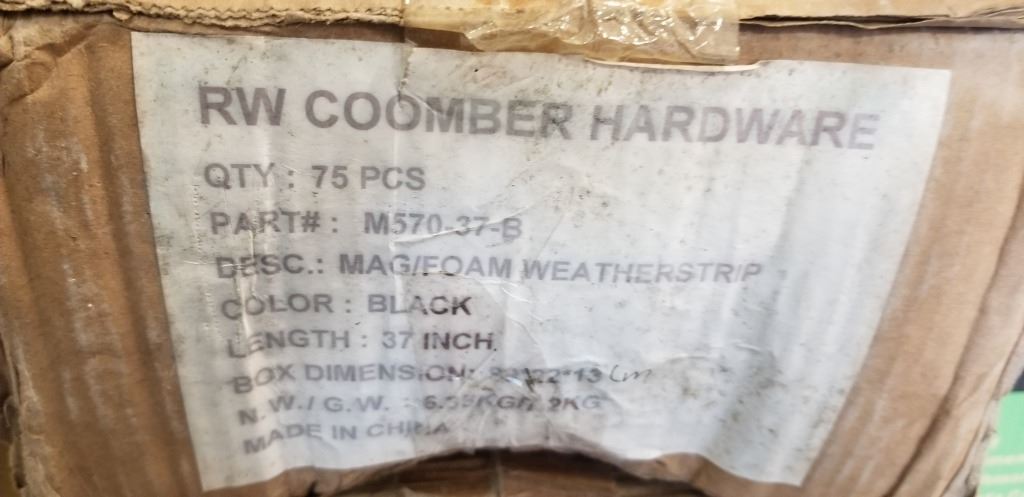 RW COOMBER HARDWARE
QTY : 75 PCS
PART# : M570-37-B
DESC.: MAG/FOAM WEATHERSTRIP
COLOR : BLACK
LENGTH : 37 INCH
BOX DIMENSION: cm
N.W./G.W. :
MADE IN CHINA